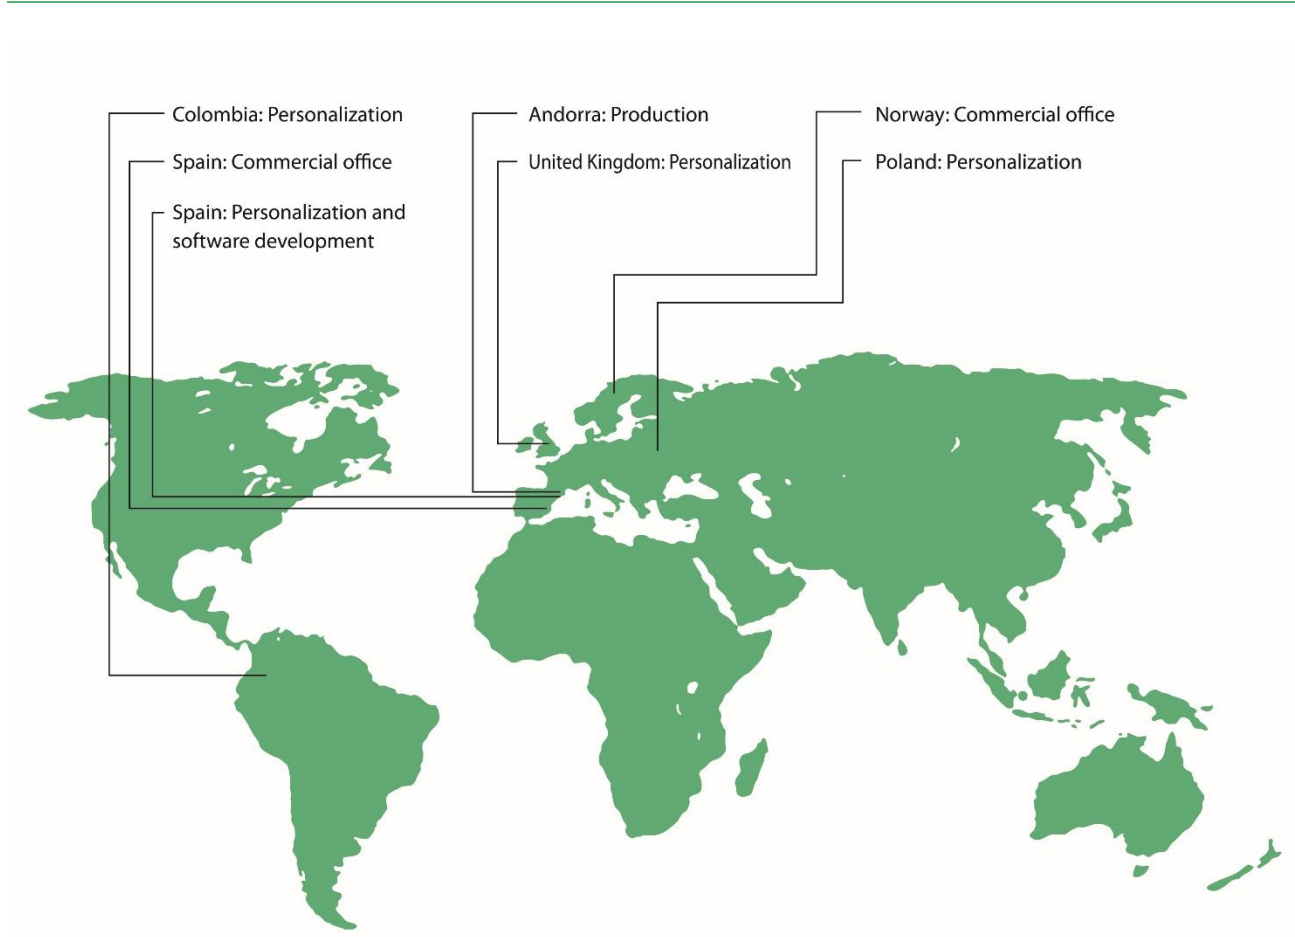 Colombia: Personalization
Spain: Commercial office
Spain: Personalization and
software development
Andorra: Production
United Kingdom: Personalization
Norway: Commercial office
Poland: Personalization